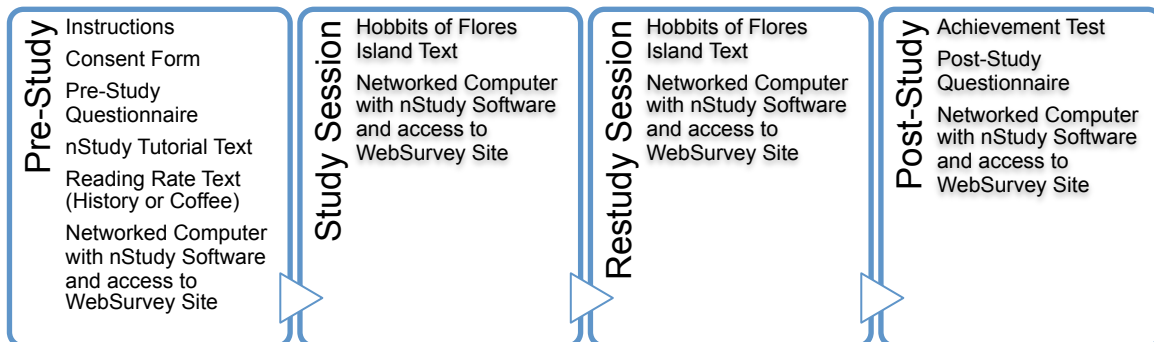 Pre-Study
Instructions
Consent Form
Pre-Study
Questionnaire
nStudy Tutorial Text
Reading Rate Text
(History or Coffee)
Networked Computer
with nStudy Software
and access to
WebSurvey Site
Study Session
Hobbits of Flores
Island Text
Networked Computer
with nStudy Software
and access to
WebSurvey Site
Restudy Session
Hobbits of Flores
Island Text
Networked Computer
with nStudy Software
and access to
WebSurvey Site
Post-Study
Achievement Test
Post-Study
Questionnaire
Networked Computer
with nStudy Software
and access to
WebSurvey Site